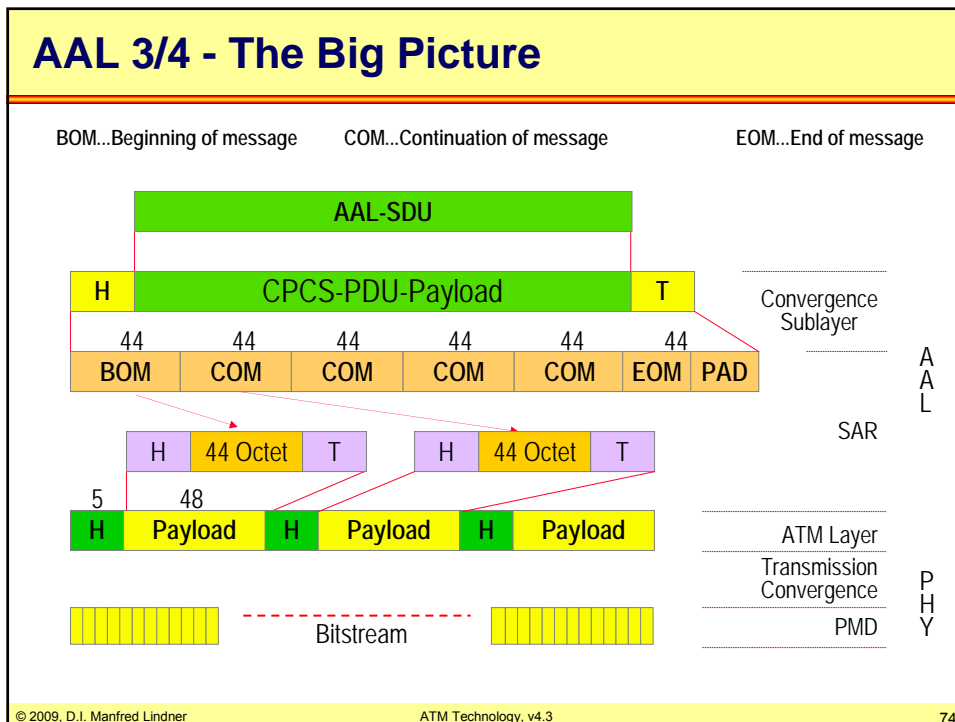 AAL 3/4 - The Big Picture
BOM...Beginning of message COM...Continuation of message EOM...End of message
AAL-SDU
H CPCS-PDU-Payload T
Convergence
Sublayer
44 44 44 44 44 44
BOM COM COM COM COM EOM PAD
A
A
L
SAR
H 44 Octet T H 44 Octet T
5 48
H Payload H Payload H Payload
ATM Layer
Transmission
Convergence
P
H
Y
PMD
Bitstream
© 2009, D.I. Manfred Lindner ATM Technology, v4.3 74